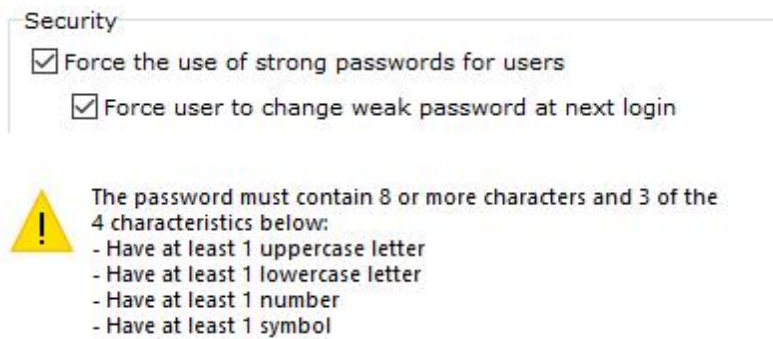 Security
Force the use of strong passwords for users
Force user to change weak password at next login
The password must contain 8 or more characters and 3 of the
4 characteristics below:
- Have at least 1 uppercase letter
- Have at least 1 lowercase letter
- Have at least 1 number
- Have at least 1 symbol